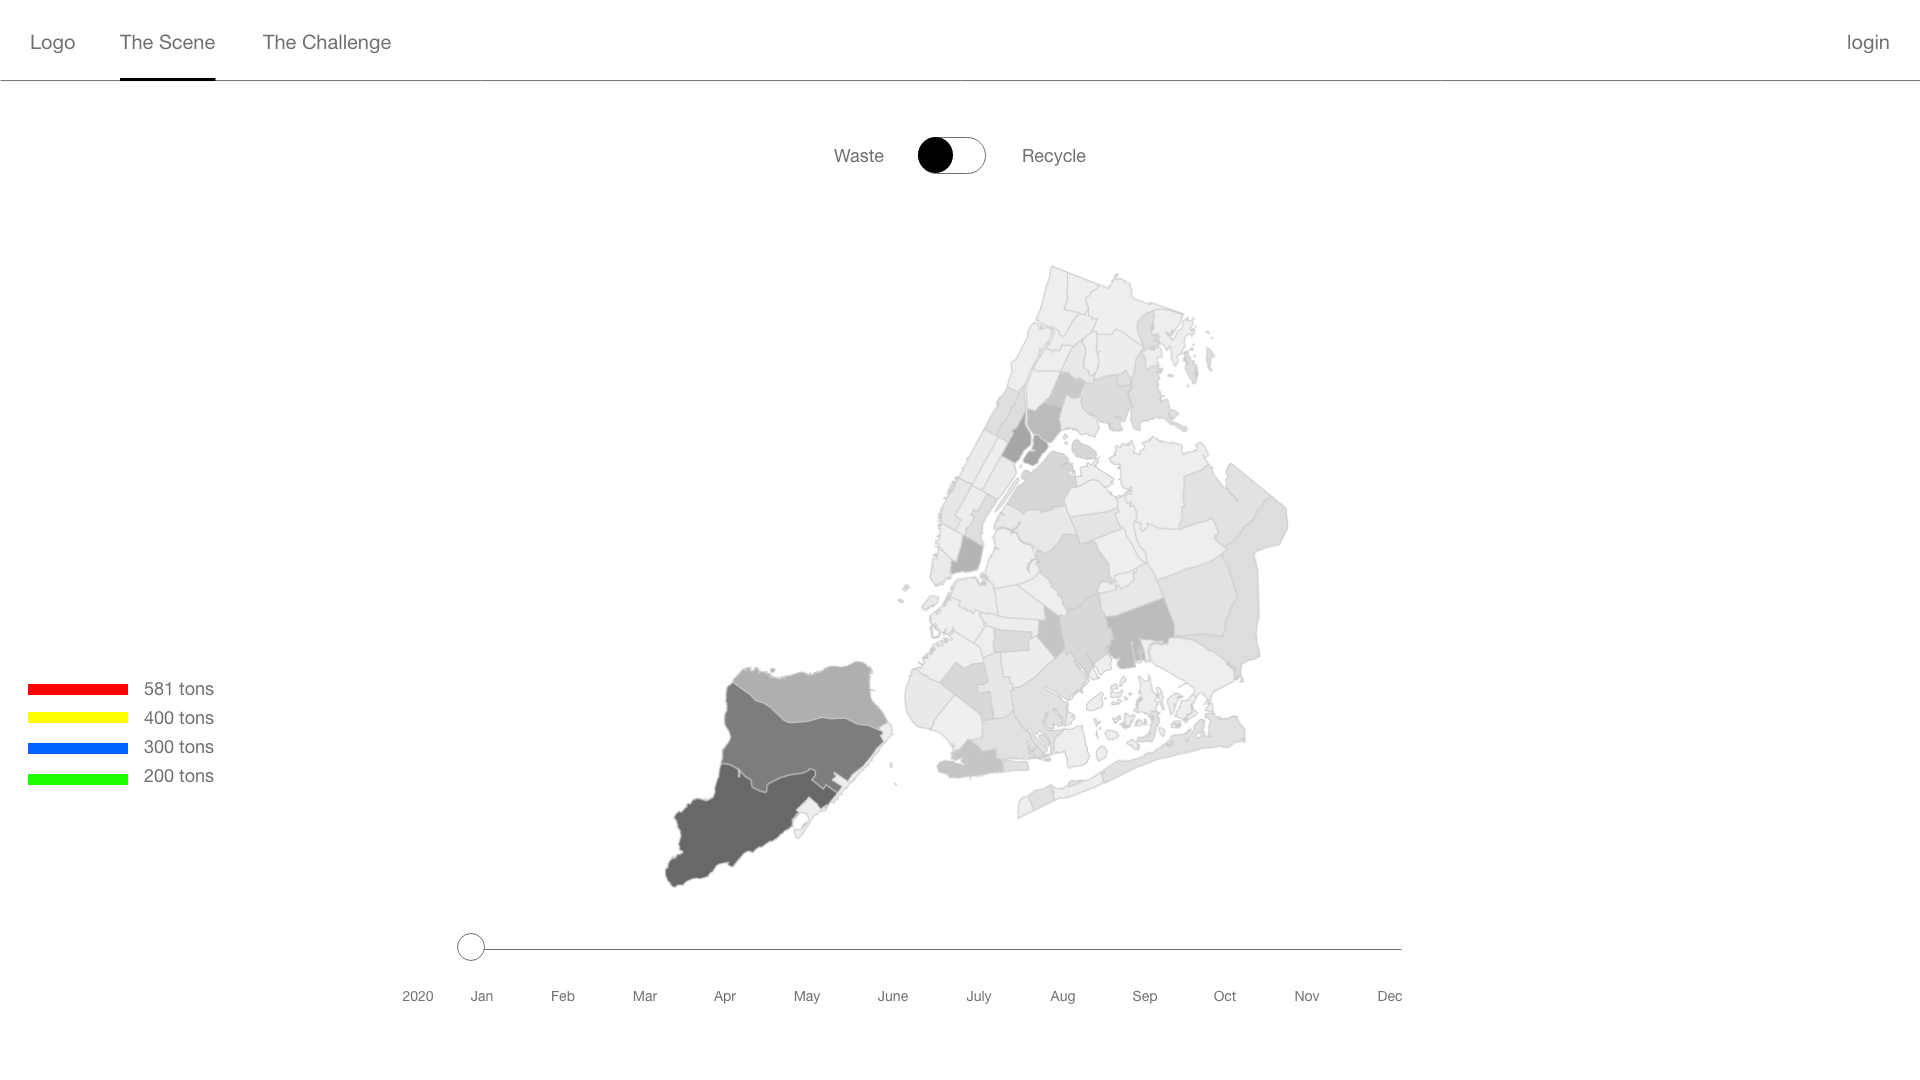 Logo The Scene The Challenge login
Waste Recycle
581 tons
400 tons
300 tons
200 tons
2020 Jan Feb Mar Apr May June July Aug Sep Oct Nov Dec